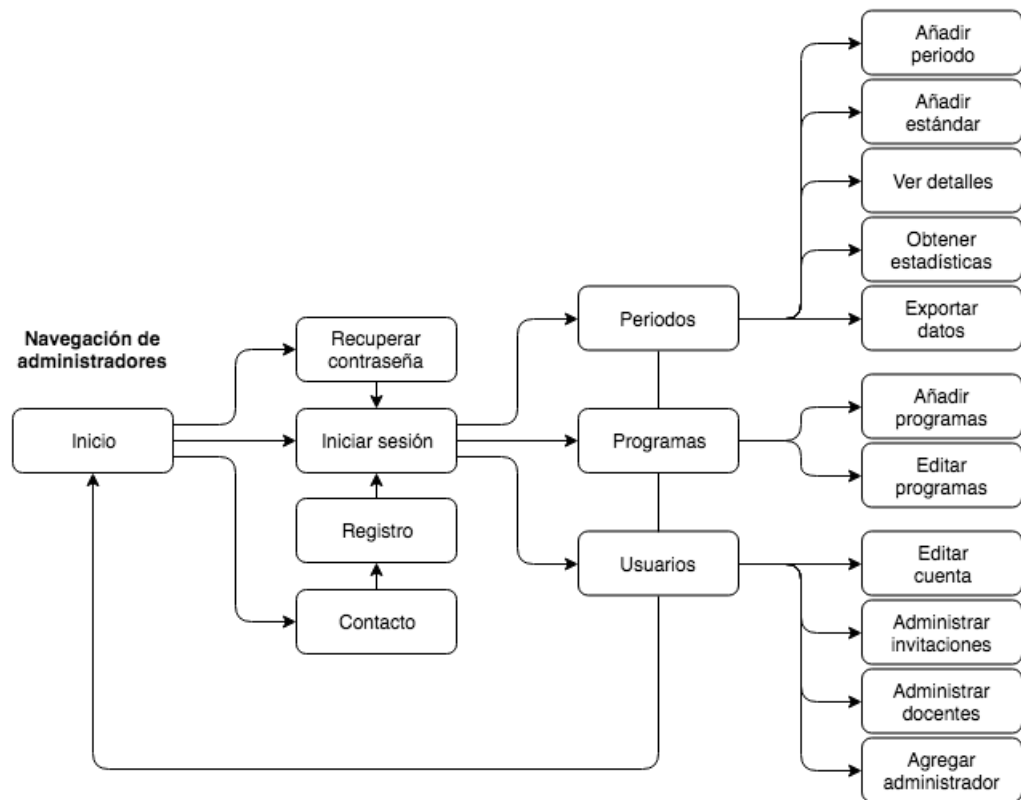 Navegación de
administradores
Inicio
Recuperar
contraseña
Iniciar sesión
Registro
Contacto
Periodos
Programas
Usuarios
Añadir
periodo
Añadir
estándar
Ver detalles
Obtener
estadísticas
Exportar
datos
Añadir
programas
Editar
programas
Editar
cuenta
Administrar
invitaciones
Administrar
docentes
Agregar
administrador